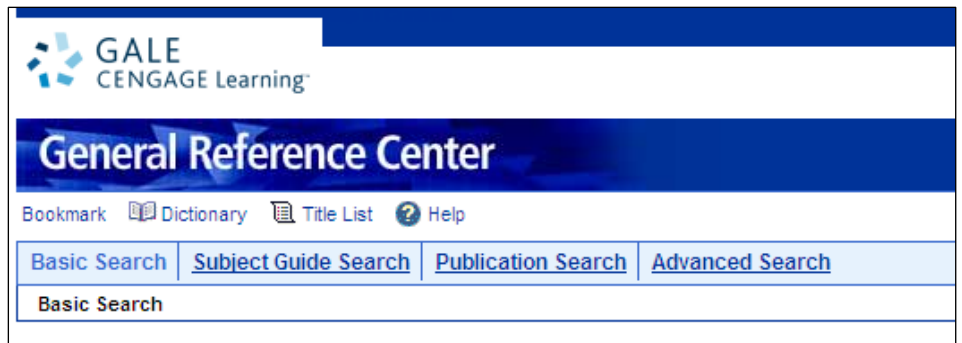 GALE
CENGAGE Learning™
General Reference Center
Bookmark Dictionary Title List Help
Basic Search Subject Guide Search Publication Search Advanced Search
Basic Search